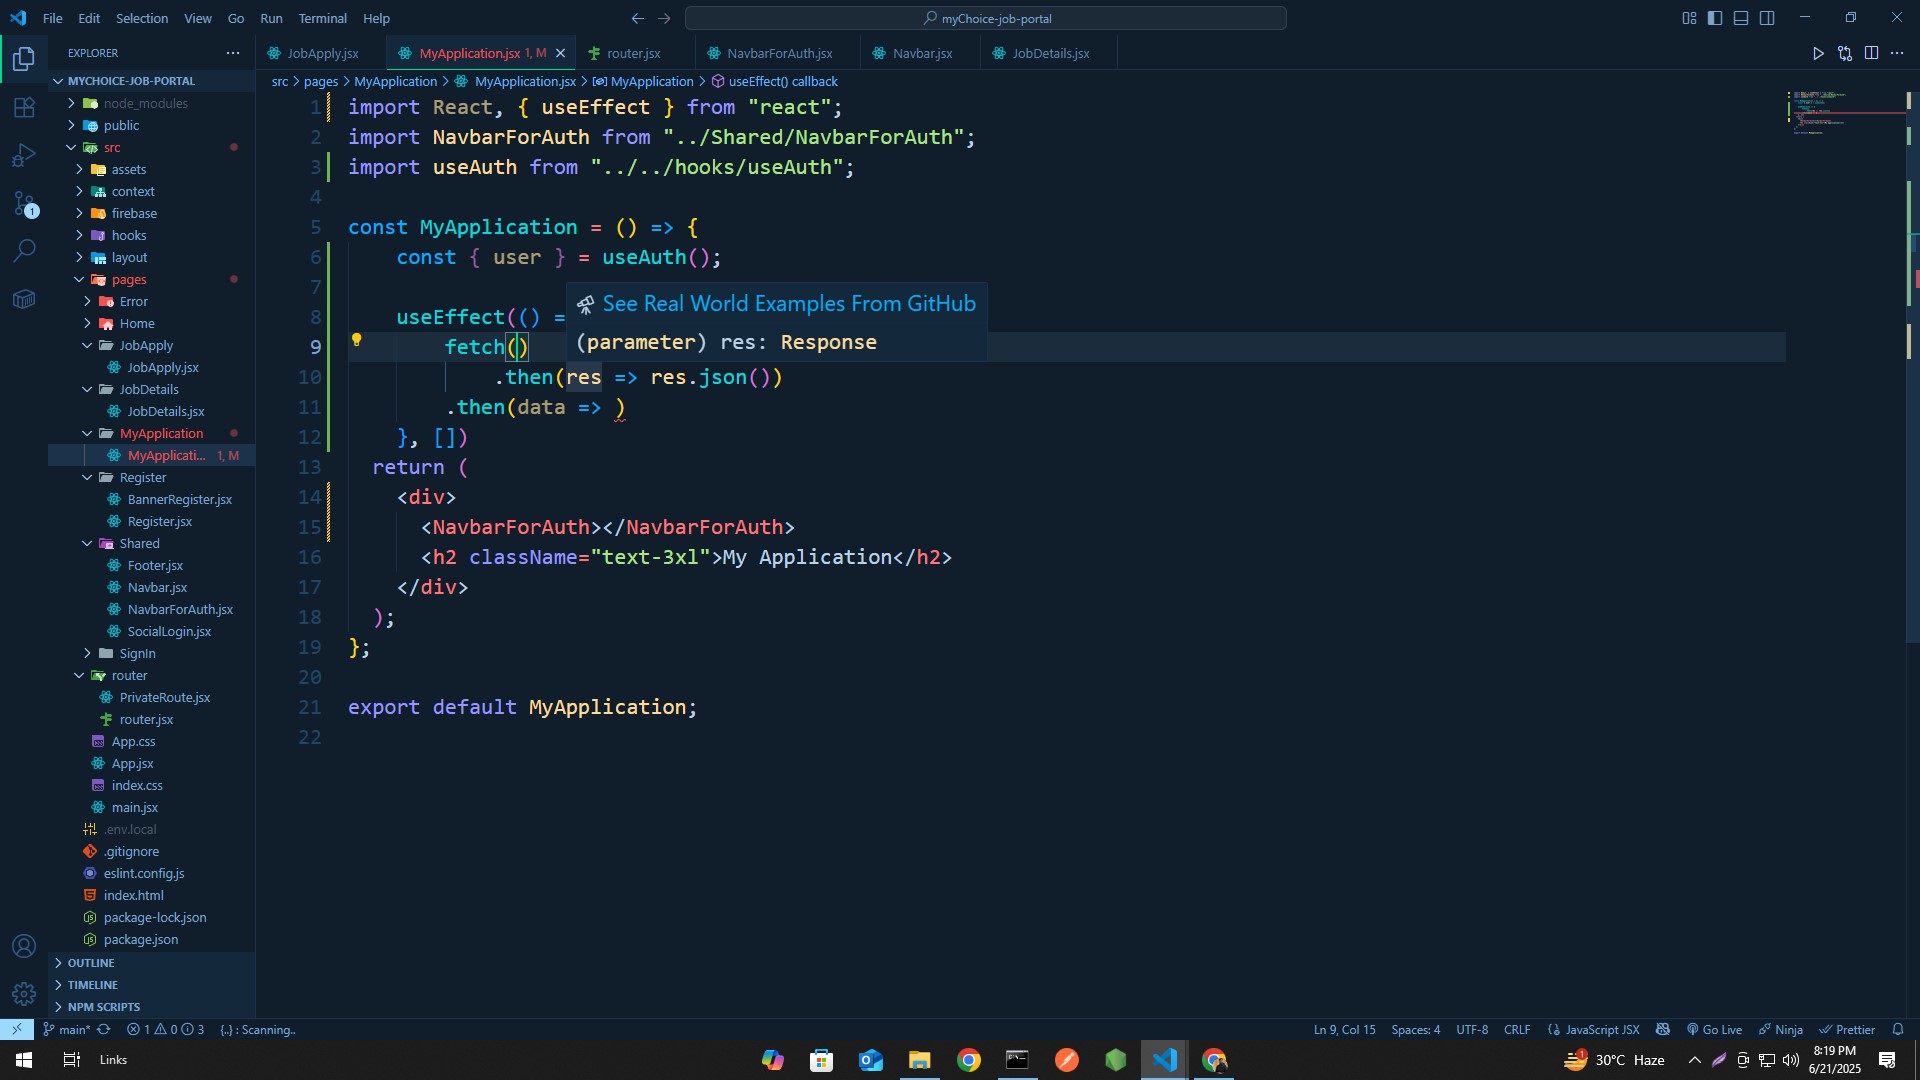 File Edit Selection View Go Run Terminal Help
myChoice-job-portal
EXPLORER
JobApply.jsx
MyApplication.jsx 1, M
router.jsx
NavbarForAuth.jsx
Navbar.jsx
JobDetails.jsx
src > pages > MyApplication > MyApplication.jsx > MyApplication > useEffect() callback
MYCHOICE-JOB-PORTAL
node_modules
public
src
assets
context
firebase
hooks
layout
pages
Error
Home
JobApply
JobApply.jsx
JobDetails
JobDetails.jsx
MyApplication
MyApplicati... 1, M
Register
BannerRegister.jsx
Register.jsx
Shared
Footer.jsx
Navbar.jsx
NavbarForAuth.jsx
SocialLogin.jsx
SignIn
router
PrivateRoute.jsx
router.jsx
App.css
App.jsx
index.css
main.jsx
.env.local
.gitignore
eslint.config.js
index.html
package-lock.json
package.json
OUTLINE
TIMELINE
NPM SCRIPTS
1 import React, { useEffect } from "react";
2 import NavbarForAuth from "../Shared/NavbarForAuth";
3 import useAuth from "../../hooks/useAuth";
4
5 const MyApplication = () => {
6 const { user } = useAuth();
7
8 useEffect(() =
See Real World Examples From GitHub
(parameter) res: Response
9 fetch()
10 .then(res => res.json())
11 .then(data => )
12 }, [])
13 return (
14 <div>
15 <NavbarForAuth></NavbarForAuth>
16 <h2 className="text-3xl">My Application</h2>
17 </div>
18 );
19 };
20
21 export default MyApplication;
22
1
main* 1 0 3 {..} : Scanning..
Ln 9, Col 15 Spaces: 4 UTF-8 CRLF JavaScript JSX Go Live Ninja Prettier
Links
1 30°C Haze
8:19 PM
6/21/2025